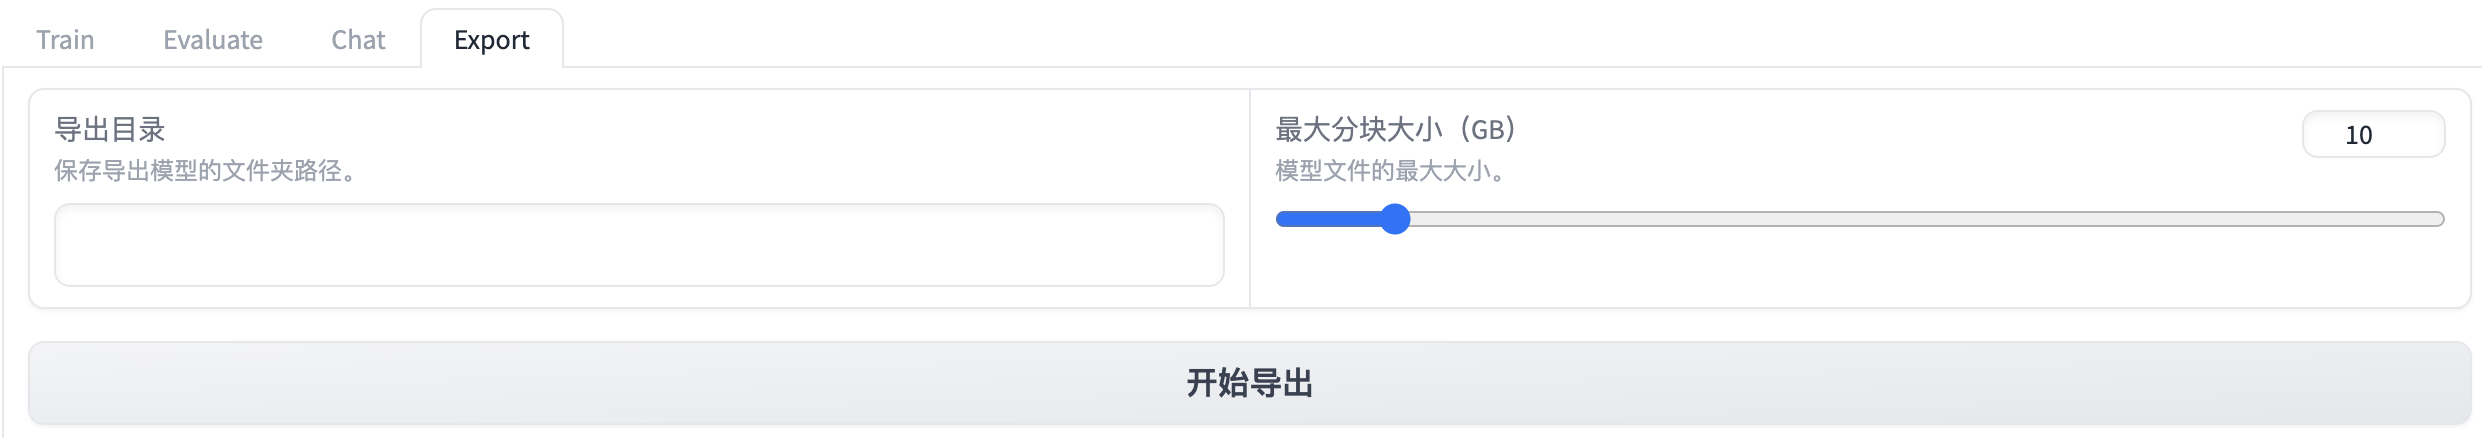 Train
Evaluate
Chat
Export
导出目录
保存导出模型的文件夹路径。
最大分块大小（GB）
10
模型文件的最大大小。
开始导出